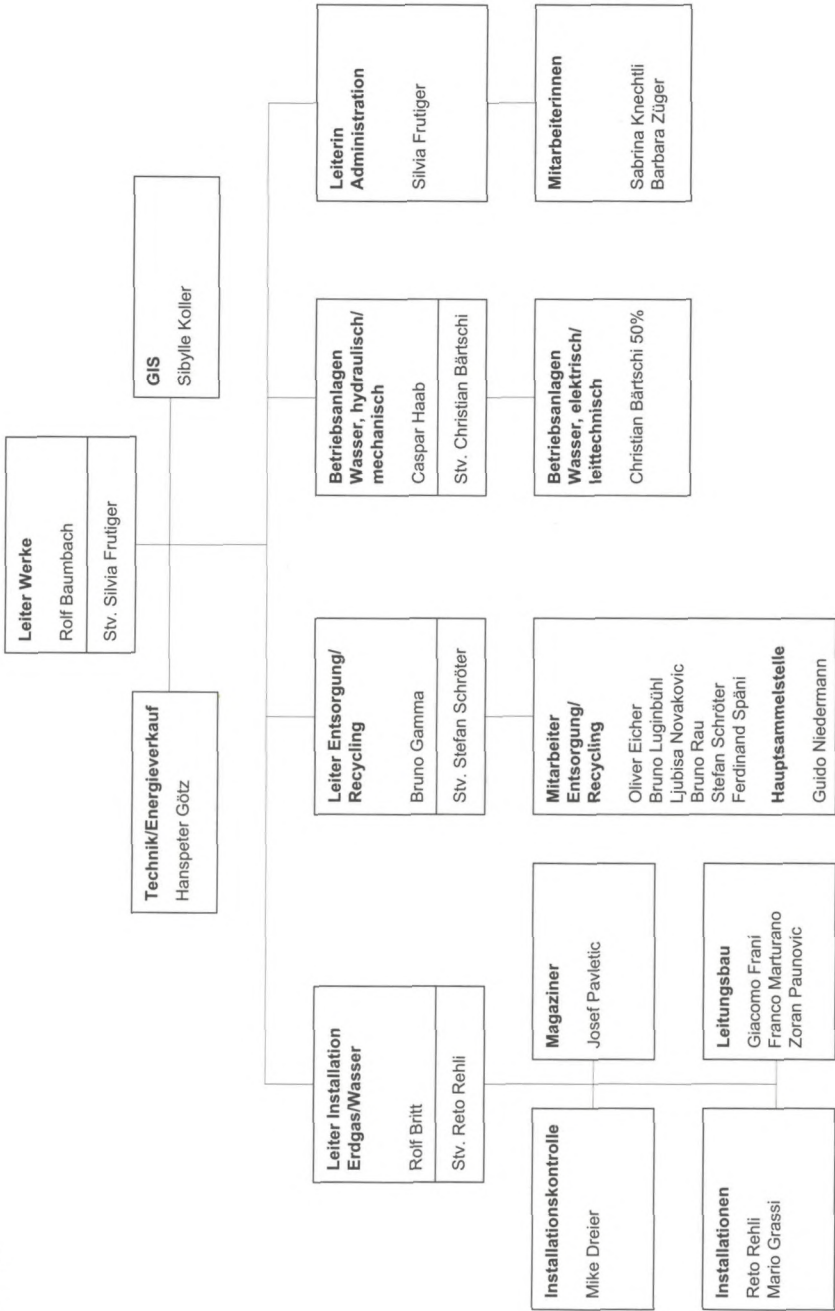 Leiter Werke
Rolf Baumbach
Stv. Silvia Frutiger
Technik/Energieverkauf
Hanspeter Götz
GIS
Sibylle Koller
Leiter Installation
Erdgas/Wasser
Rolf Britt
Stv. Reto Rehli
Leiter Entsorgung/
Recycling
Bruno Gamma
Stv. Stefan Schröter
Betriebsanlagen
Wasser, hydraulisch/
mechanisch
Caspar Haab
Stv. Christian Bärtschi
Leiterin
Administration
Silvia Frutiger
Installationskontrolle
Mike Dreier
Magaziner
Josef Pavletic
Mitarbeiter
Entsorgung/
Recycling
Oliver Eicher
Bruno Luginbühl
Ljubisa Novakovic
Bruno Rau
Stefan Schröter
Ferdinand Späni
Hauptsammelstelle
Guido Niedermann
Betriebsanlagen
Wasser, elektrisch/
leittechnisch
Christian Bärtschi 50%
Mitarbeiterinnen
Sabrina Knechtli
Barbara Züger
Installationen
Reto Rehli
Mario Grassi
Leitungsbau
Giacomo Frani
Franco Marturano
Zoran Paunovic